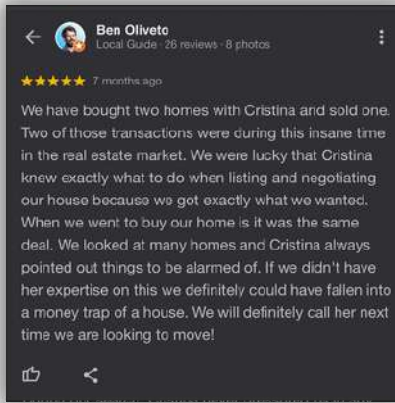 Ben Oliveto
Local Guide · 26 reviews · 8 photos
7 months ago
We have bought two homes with Cristina and sold one.
Two of those transactions were during this insane time
in the real estate market. We were lucky that Cristina
knew exactly what to do when listing and negotiating
our house because we got exactly what we wanted.
When we went to buy our home is it was the same
deal. We looked at many homes and Cristina always
pointed out things to be alarmed of. If we didn't have
her expertise on this we definitely could have fallen into
a money trap of a house. We will definitely call her next
time we are looking to move!